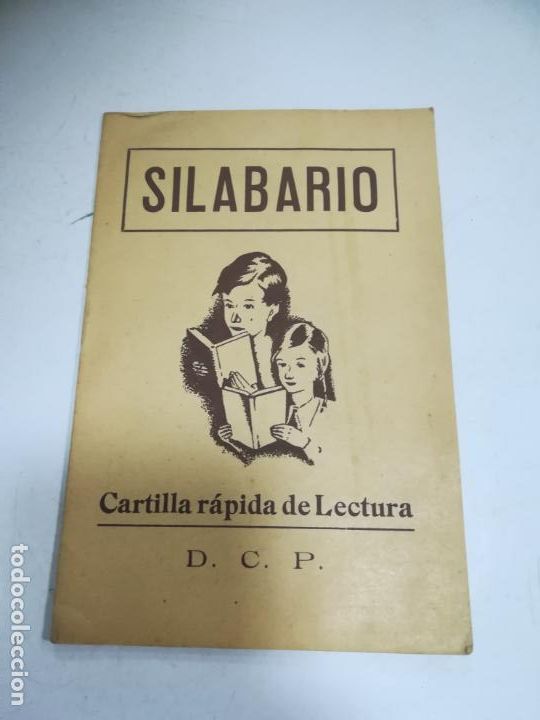 SILABARIO
Cartilla rápida de Lectura
D. C. P.
todocoleccion